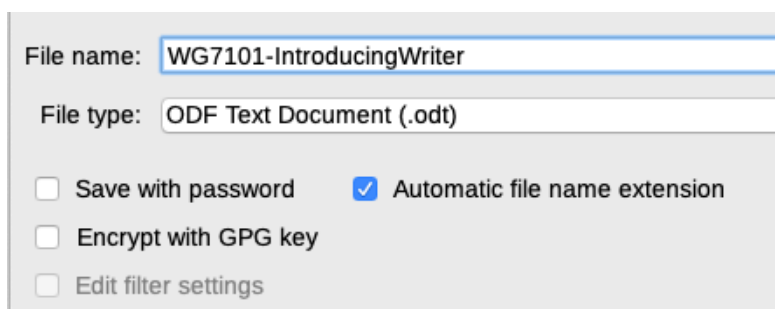 File name: WG7101-IntroducingWriter
File type: ODF Text Document (.odt)
Save with password Automatic file name extension
Encrypt with GPG key
Edit filter settings